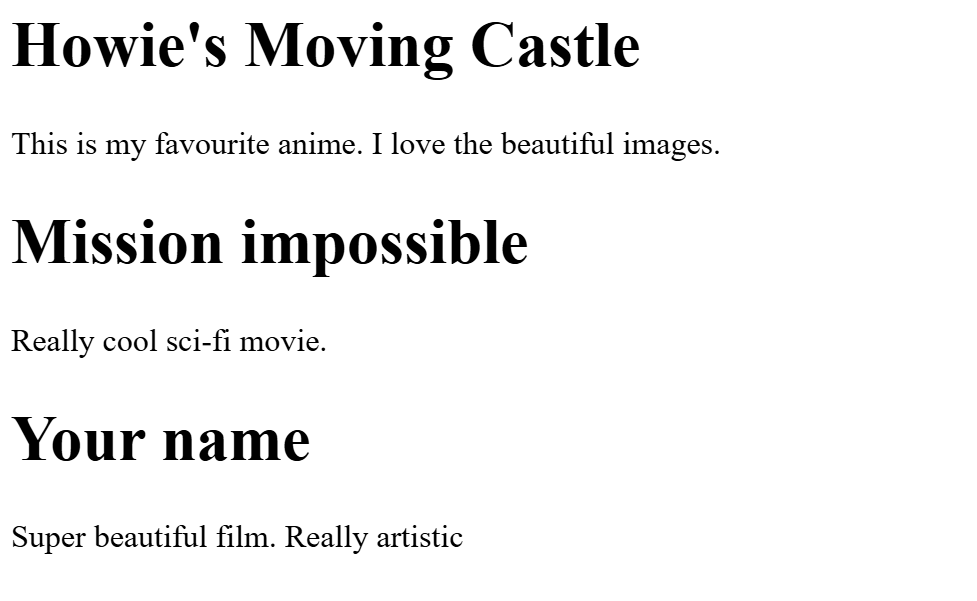 Howie's Moving Castle
This is my favourite anime. I love the beautiful images.
Mission impossible
Really cool sci-fi movie.
Your name
Super beautiful film. Really artistic